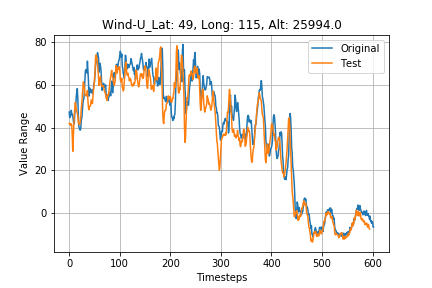 Wind-U_Lat: 49, Long: 115, Alt: 25994.0
Original
Test
80
60
40
20
0
Value Range
0 100 200 300 400 500 600
Timesteps